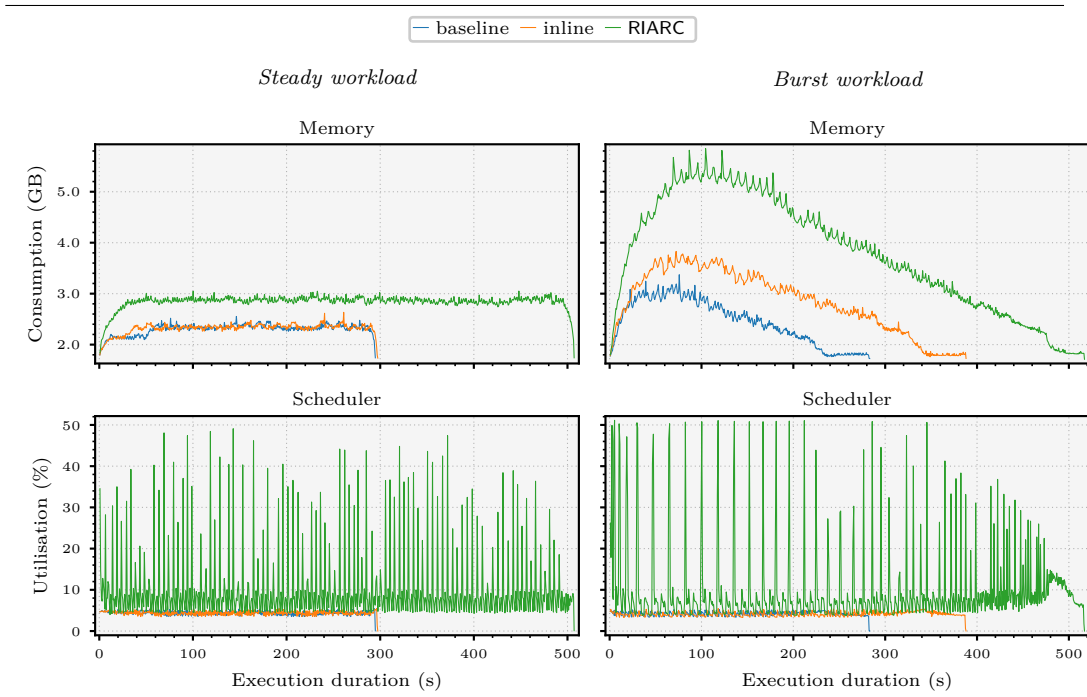 baseline inline RIARC
Steady workload
Burst workload
Memory
Memory
Consumption (GB)
5.0
4.0
3.0
2.0
Scheduler
Scheduler
Utilisation (%)
50
40
30
20
10
0
0 100 200 300 400 500
0 100 200 300 400 500
Execution duration (s)
Execution duration (s)